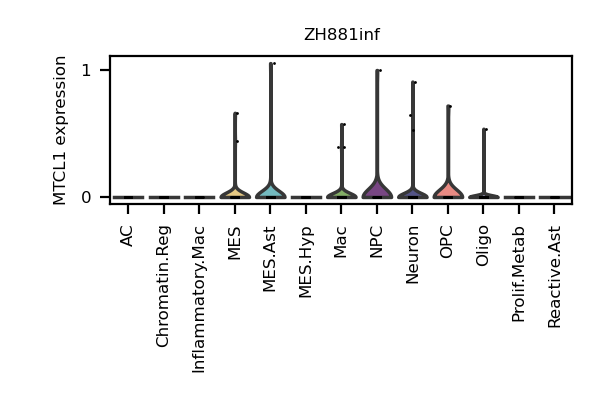 ZH881inf
MTCL1 expression
1
0
AC
Chromatin.Reg
Inflammatory.Mac
MES
MES.Ast
MES.Hyp
Mac
NPC
Neuron
OPC
Oligo
Prolif.Metab
Reactive.Ast